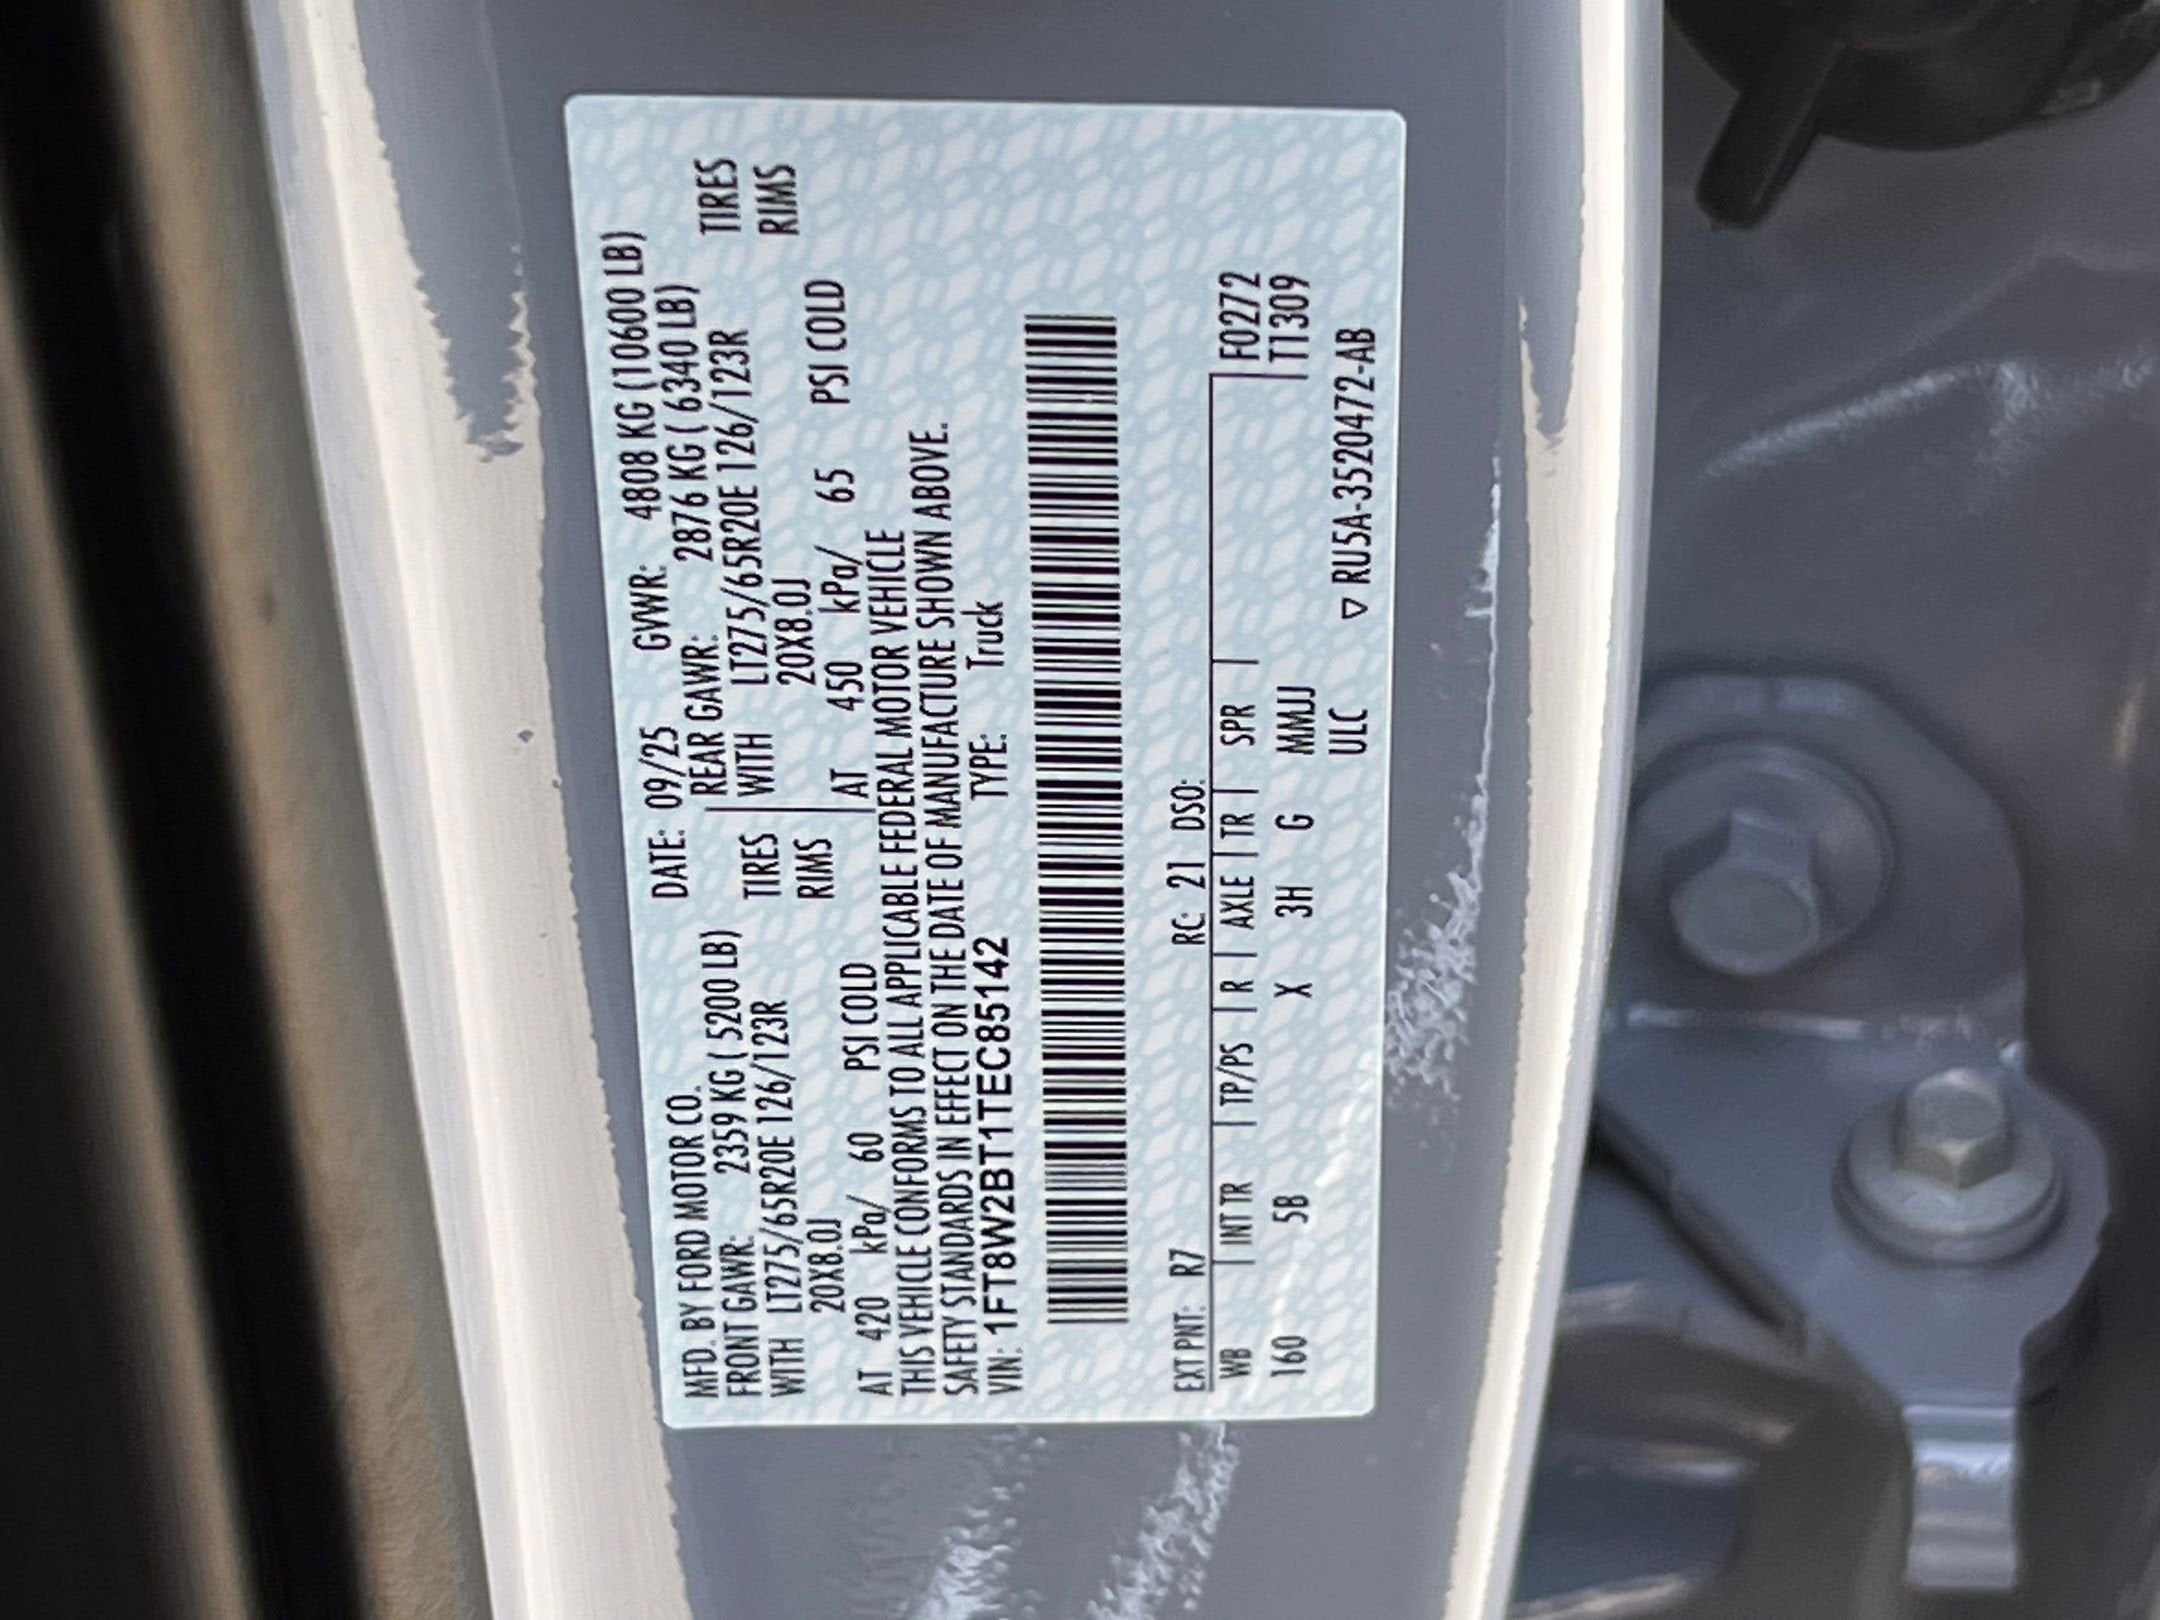 MFD. BY FORD MOTOR CO. DATE: 09/25 GVWR: 4808 KG (10600 LB)
FRONT GAWR: 2359 KG ( 5200 LB) REAR GAWR: 2876 KG ( 6340 LB)
WITH LT275/65R20E 126/123R TIRES WITH LT275/65R20E 126/123R TIRES
20X8.0J RIMS 20X8.0J RIMS
AT 420 kPa/ 60 PSI COLD AT 450 kPa/ 65 PSI COLD
THIS VEHICLE CONFORMS TO ALL APPLICABLE FEDERAL MOTOR VEHICLE
SAFETY STANDARDS IN EFFECT ON THE DATE OF MANUFACTURE SHOWN ABOVE.
VIN: 1FT8W2BT1TEC85142 TYPE: Truck
EXT PNT: R7 RC: 21 DSO:
WB INT TR TP/PS R AXLE TR SPR F0272
160 5B X 3H G MMJJ T1309
ULC ▽ RU5A-3520472-AB